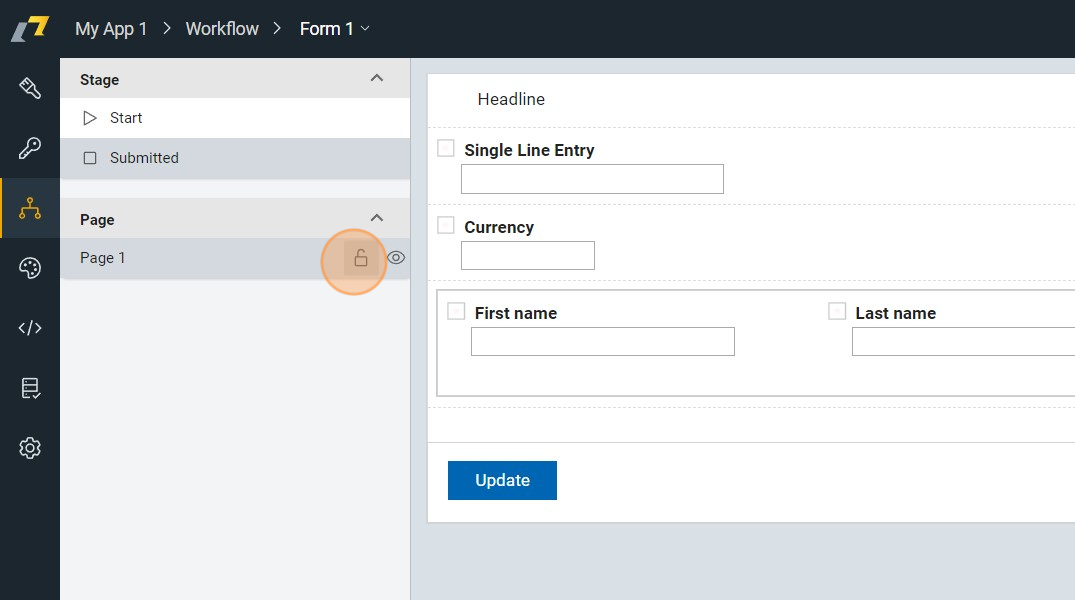 My App 1 > Workflow > Form 1
Stage
Start
Submitted
Page
Page 1
Headline
Single Line Entry
Currency
First name Last name
Update